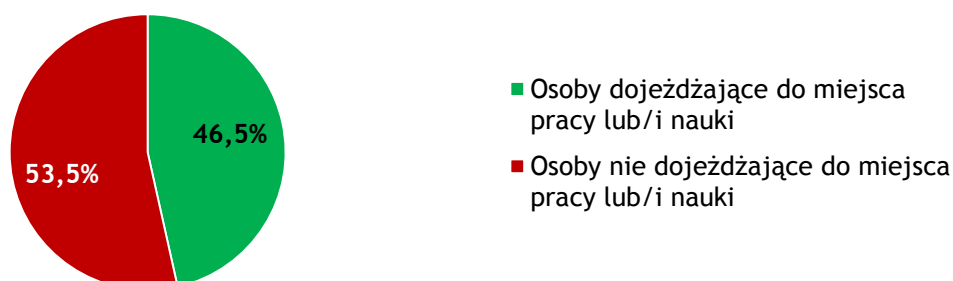 46,5%
53,5%
Osoby dojeżdżające do miejsca
pracy lub/i nauki
Osoby nie dojeżdżające do miejsca
pracy lub/i nauki